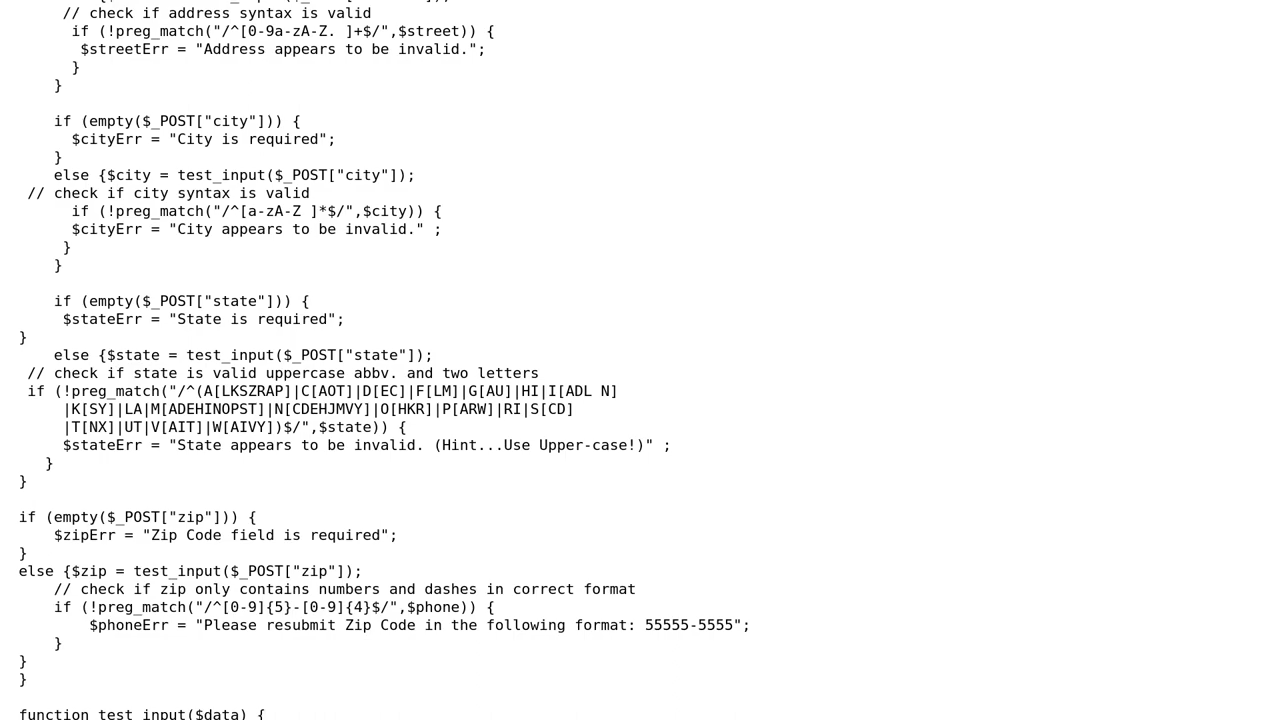 // check if address syntax is valid
if (!preg_match("/^[0-9a-zA-Z. ]+$/",$street)) {
$streetErr = "Address appears to be invalid.";
}
}
if (empty($_POST["city"])) {
$cityErr = "City is required";
}
else {$city = test_input($_POST["city"]);
// check if city syntax is valid
if (!preg_match("/^[a-zA-Z ]*$/",$city)) {
$cityErr = "City appears to be invalid." ;
}
}
if (empty($_POST["state"])) {
$stateErr = "State is required";
}
else {$state = test_input($_POST["state"]);
// check if state is valid uppercase abbv. and two letters
if (!preg_match("/^(A[LKSZRAP]|C[AOT]|D[EC]|F[LM]|G[AU]|HI|I[ADL N]
|K[SY]|LA|M[ADEHINOPST]|N[CDEHJMVY]|O[HKR]|P[ARW]|RI|S[CD]
|T[NX]|UT|V[AIT]|W[AIVY])$/",$state)) {
$stateErr = "State appears to be invalid. (Hint...Use Upper-case!)" ;
}
}
if (empty($_POST["zip"])) {
$zipErr = "Zip Code field is required";
}
else {$zip = test_input($_POST["zip"]);
// check if zip only contains numbers and dashes in correct format
if (!preg_match("/^[0-9]{5}-[0-9]{4}$/",$phone)) {
$phoneErr = "Please resubmit Zip Code in the following format: 55555-5555";
}
}
}
function test_input($data) {